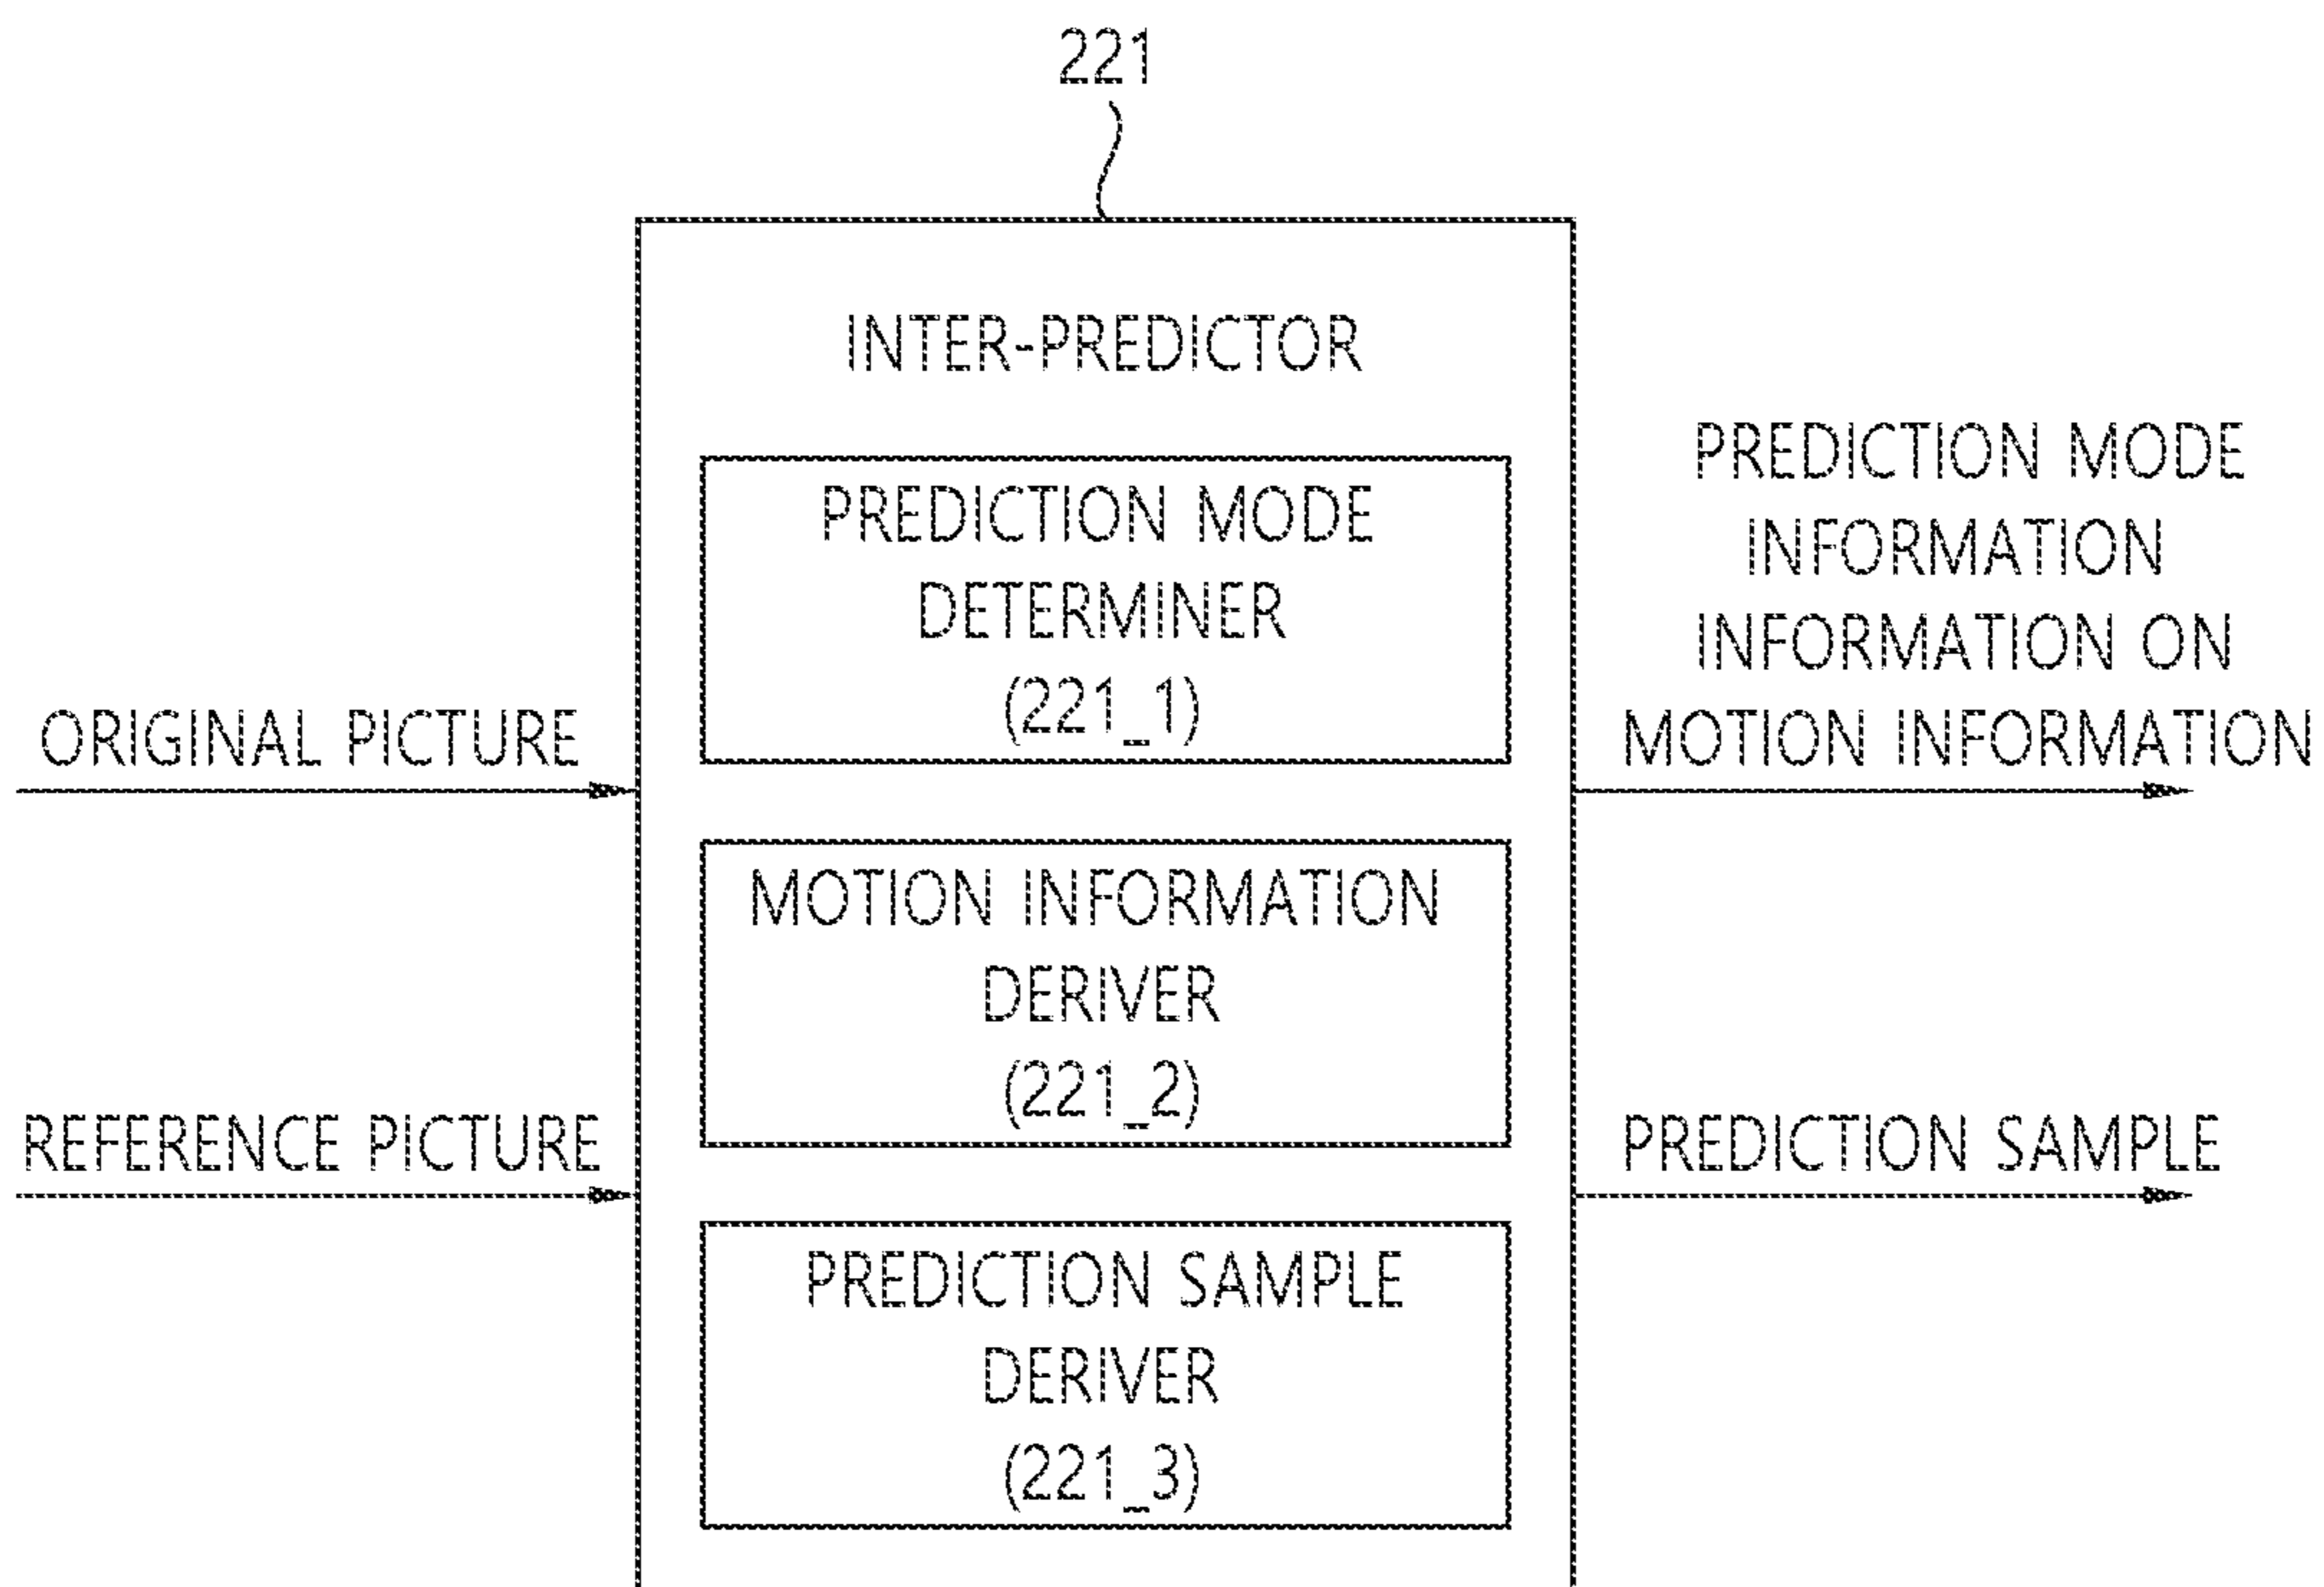 221
INTER-PREDICTOR
PREDICTION MODE
DETERMINER
(221_1)
MOTION INFORMATION
DERIVER
(221_2)
PREDICTION SAMPLE
DERIVER
(221_3)
ORIGINAL PICTURE
REFERENCE PICTURE
PREDICTION MODE
INFORMATION
INFORMATION ON
MOTION INFORMATION
PREDICTION SAMPLE